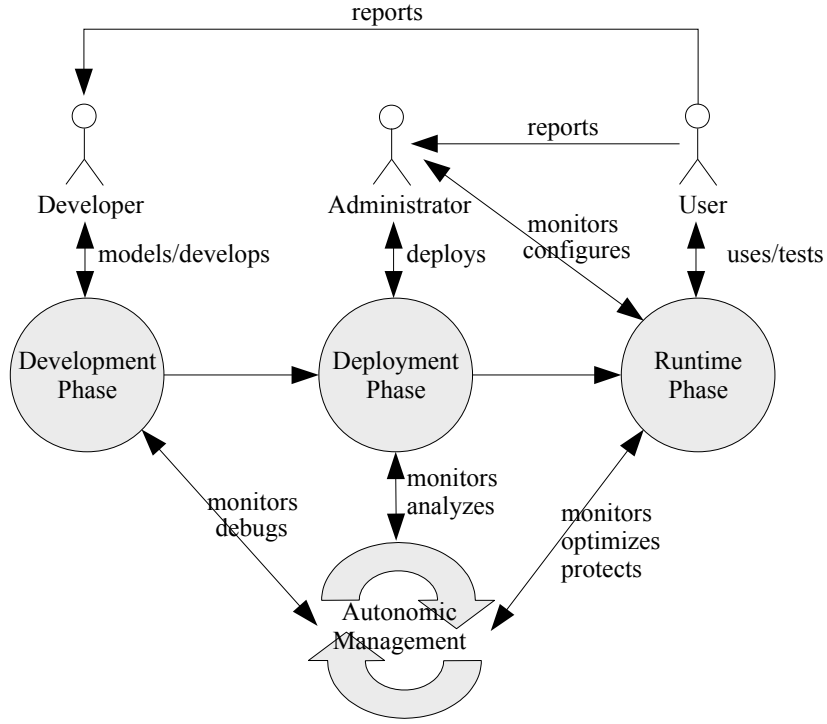 reports
reports
Developer
Administrator
User
monitors
configures
models/develops
deploys
uses/tests
Development
Phase
Deployment
Phase
Runtime
Phase
monitors
debugs
monitors
analyzes
monitors
optimizes
protects
Autonomic
Management